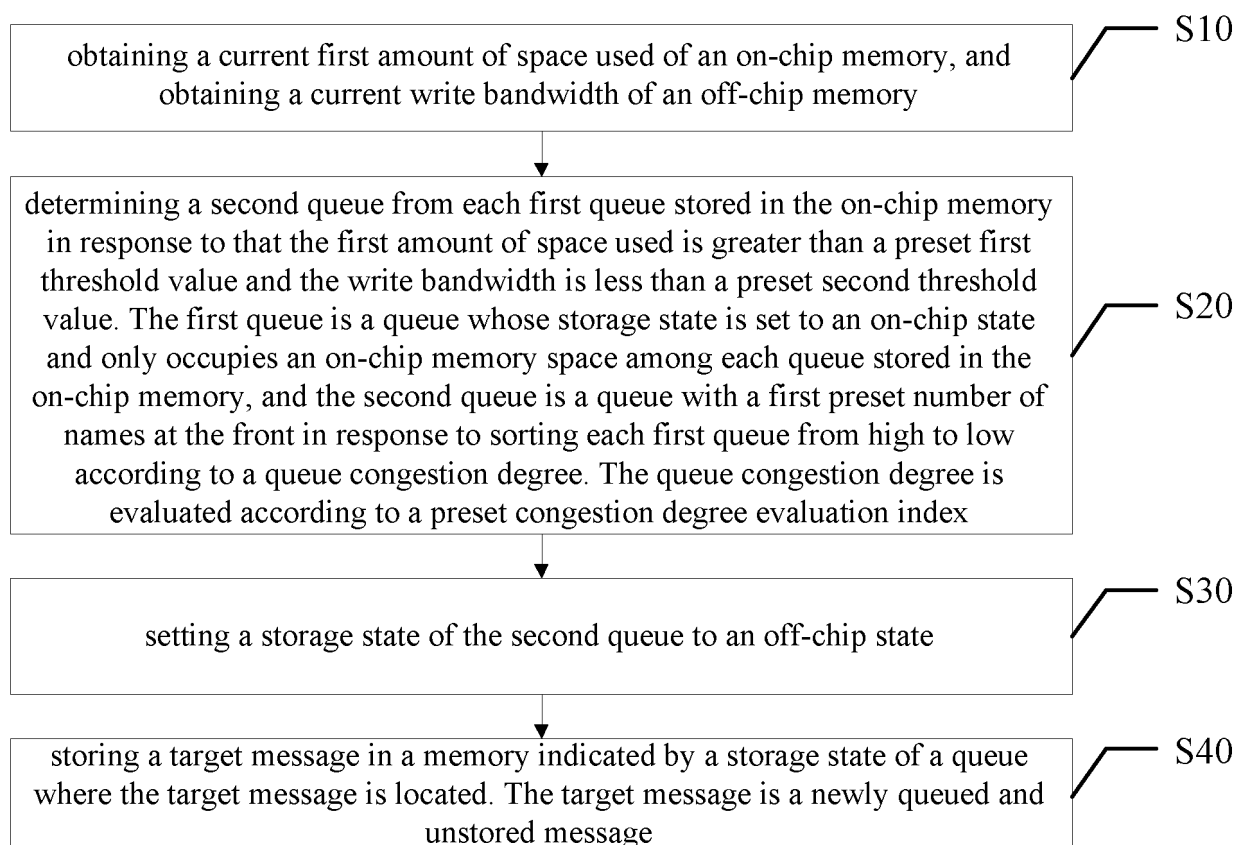 obtaining a current first amount of space used of an on-chip memory, and
obtaining a current write bandwidth of an off-chip memory
S10
determining a second queue from each first queue stored in the on-chip memory
in response to that the first amount of space used is greater than a preset first
threshold value and the write bandwidth is less than a preset second threshold
value. The first queue is a queue whose storage state is set to an on-chip state
and only occupies an on-chip memory space among each queue stored in the
on-chip memory, and the second queue is a queue with a first preset number of
names at the front in response to sorting each first queue from high to low
according to a queue congestion degree. The queue congestion degree is
evaluated according to a preset congestion degree evaluation index
S20
setting a storage state of the second queue to an off-chip state
S30
storing a target message in a memory indicated by a storage state of a queue
where the target message is located. The target message is a newly queued and
unstored message
S40